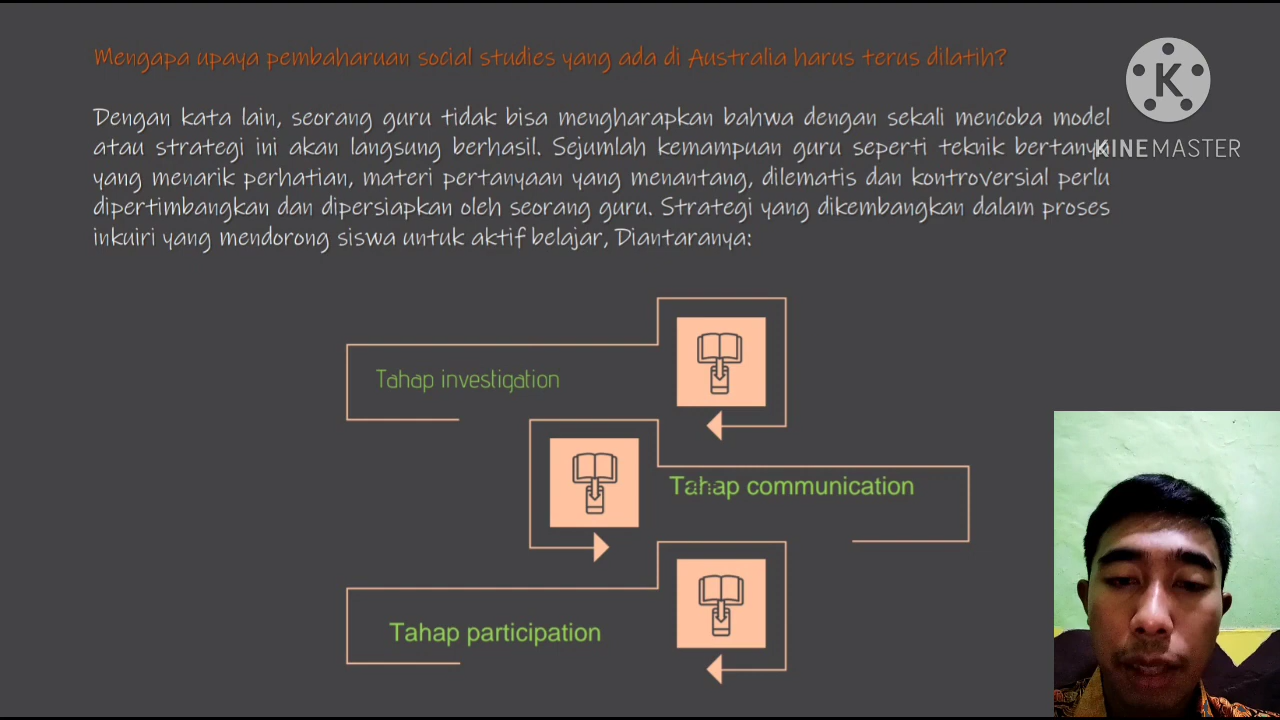 Mengapa upaya pembaharuan social studies yang ada di Australia harus terus dilatih?
Dengan kata lain, seorang guru tidak bisa mengharapkan bahwa dengan sekali mencoba model
atau strategi ini akan langsung berhasil. Sejumlah kemampuan guru seperti teknik bertanya
yang menarik perhatian, materi pertanyaan yang menantang, dilematis dan kontroversial perlu
dipertimbangkan dan dipersiapkan oleh seorang guru. Strategi yang dikembangkan dalam proses
inkuiri yang mendorong siswa untuk aktif belajar, Diantaranya:
K
KINEMASTER
Tahap investigation
Tahap communication
Tahap participation